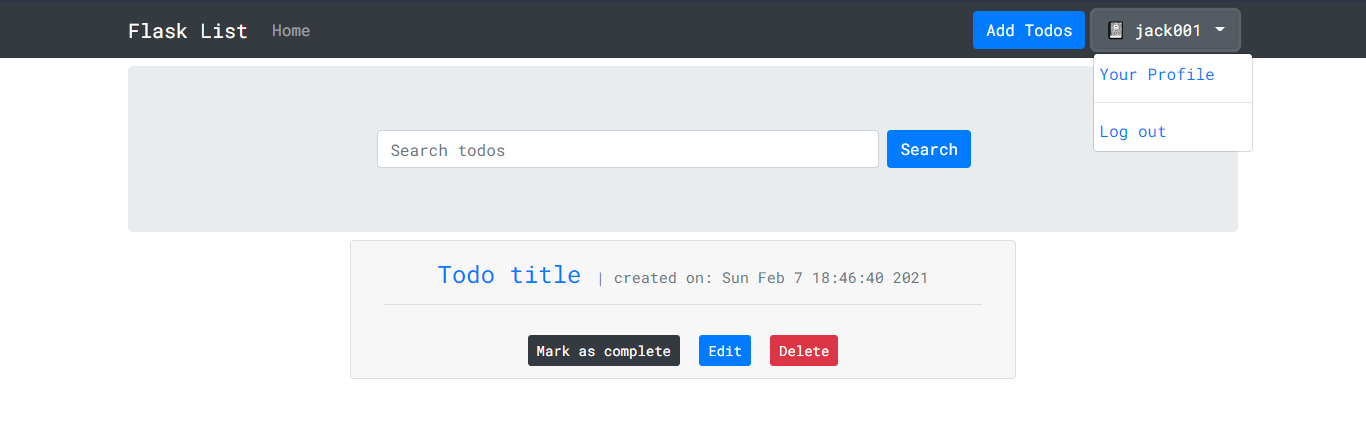 Flask List Home Add Todos jack001
Your Profile
Log out
Search todos Search
Todo title | created on: Sun Feb 7 18:46:40 2021
Mark as complete Edit Delete